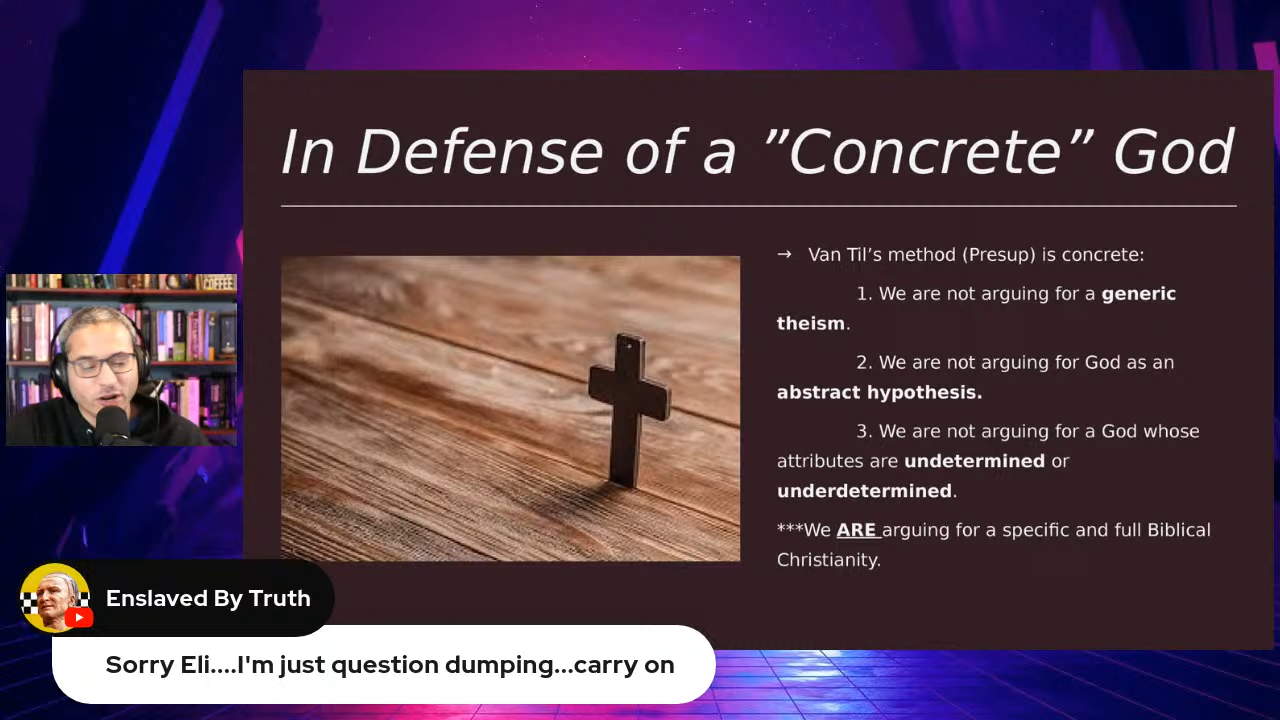 COFFEE
In Defense of a ”Concrete” God
→ Van Til’s method (Presup) is concrete:
1. We are not arguing for a generic
theism.
2. We are not arguing for God as an
abstract hypothesis.
3. We are not arguing for a God whose
attributes are undetermined or
underdetermined.
***We ARE arguing for a specific and full Biblical
Christianity.
Enslaved By Truth
Sorry Eli....I'm just question dumping...carry on